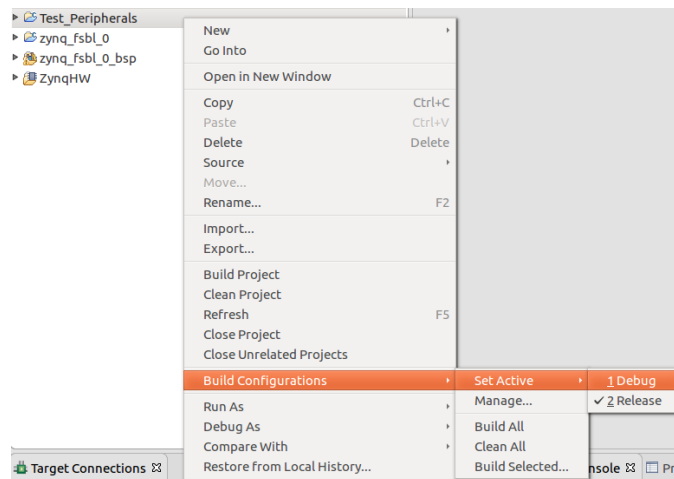 Test_Peripherals
zynq_fsbl_0
zynq_fsbl_0_bsp
ZynqHW
New
Go Into
Open in New Window
Copy Ctrl+C
Paste Ctrl+V
Delete Delete
Source
Move...
Rename... F2
Import...
Export...
Build Project
Clean Project
Refresh F5
Close Project
Close Unrelated Projects
Build Configurations
Run As
Debug As
Compare With
Restore from Local History...
Set Active
Manage...
Build All
Clean All
Build Selected...
1 Debug
✓ 2 Release
Target Connections
nsole
Pr